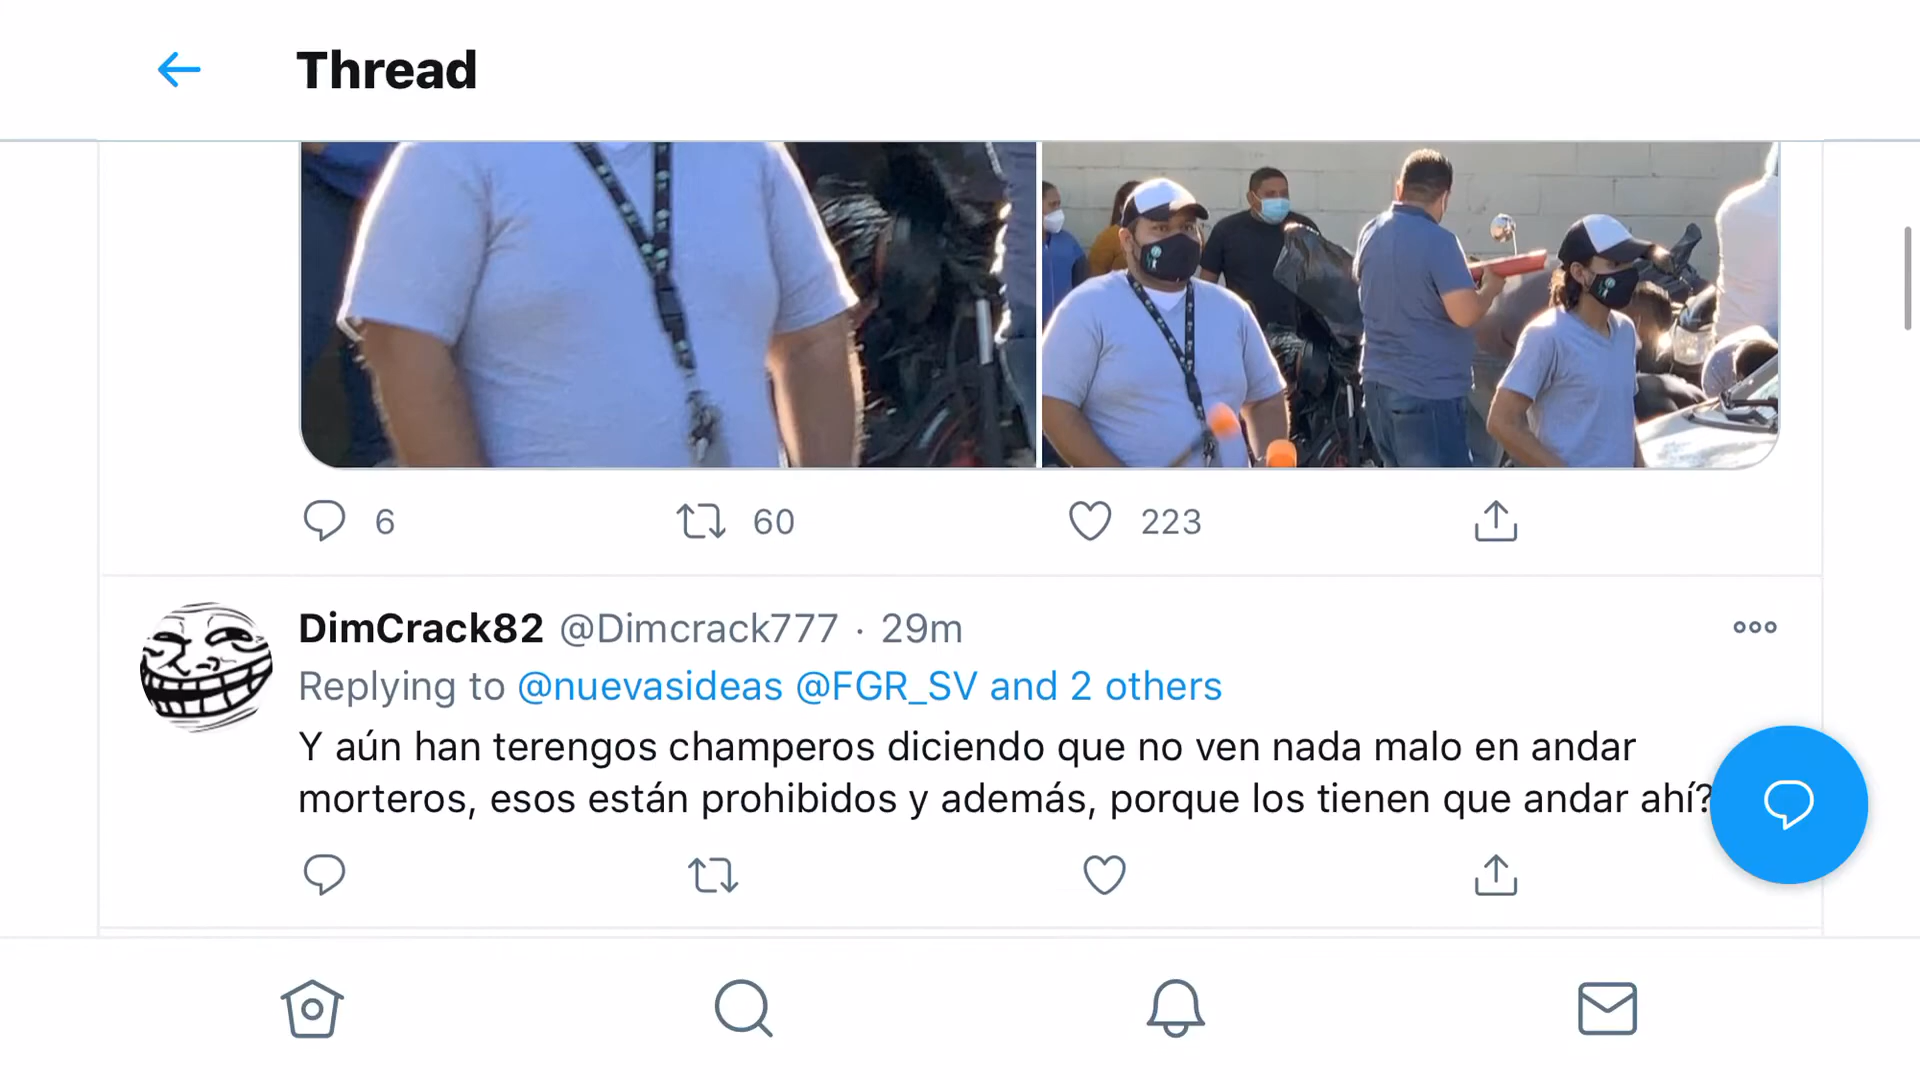 Thread
6
60
223
DimCrack82 @Dimcrack777 · 29m
Replying to @nuevasideas @FGR_SV and 2 others
Y aún han terengos champeros diciendo que no ven nada malo en andar
morteros, esos están prohibidos y además, porque los tienen que andar ahí?